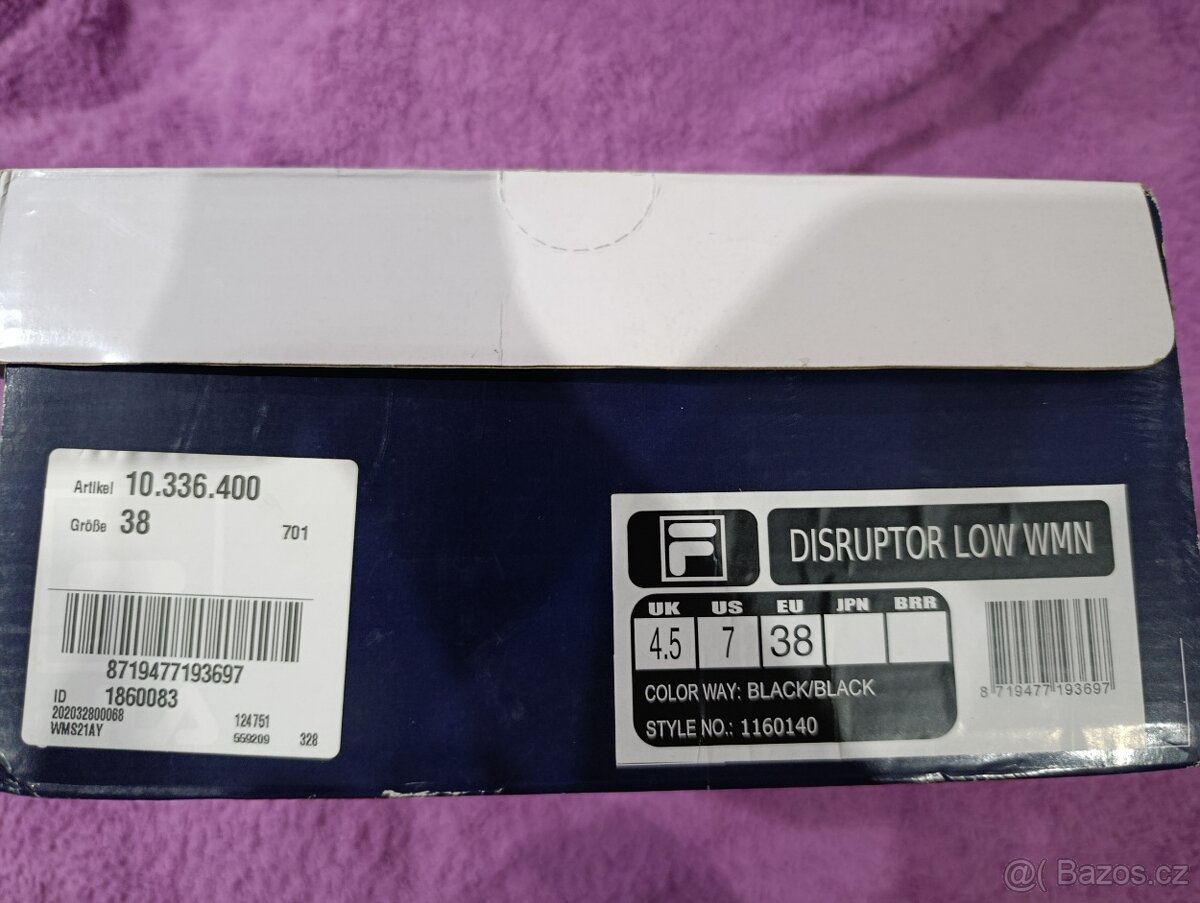 Artikel 10.336.400
Größe 38
701
8719477193697
ID 1860083
202032800068 124751
WMS21AY 559209 328
F DISRUPTOR LOW WMN
UK US EU JPN BRR
4.5 7 38
COLOR WAY: BLACK/BLACK
STYLE NO.: 1160140
8 719477 193697
@( Bazos.cz